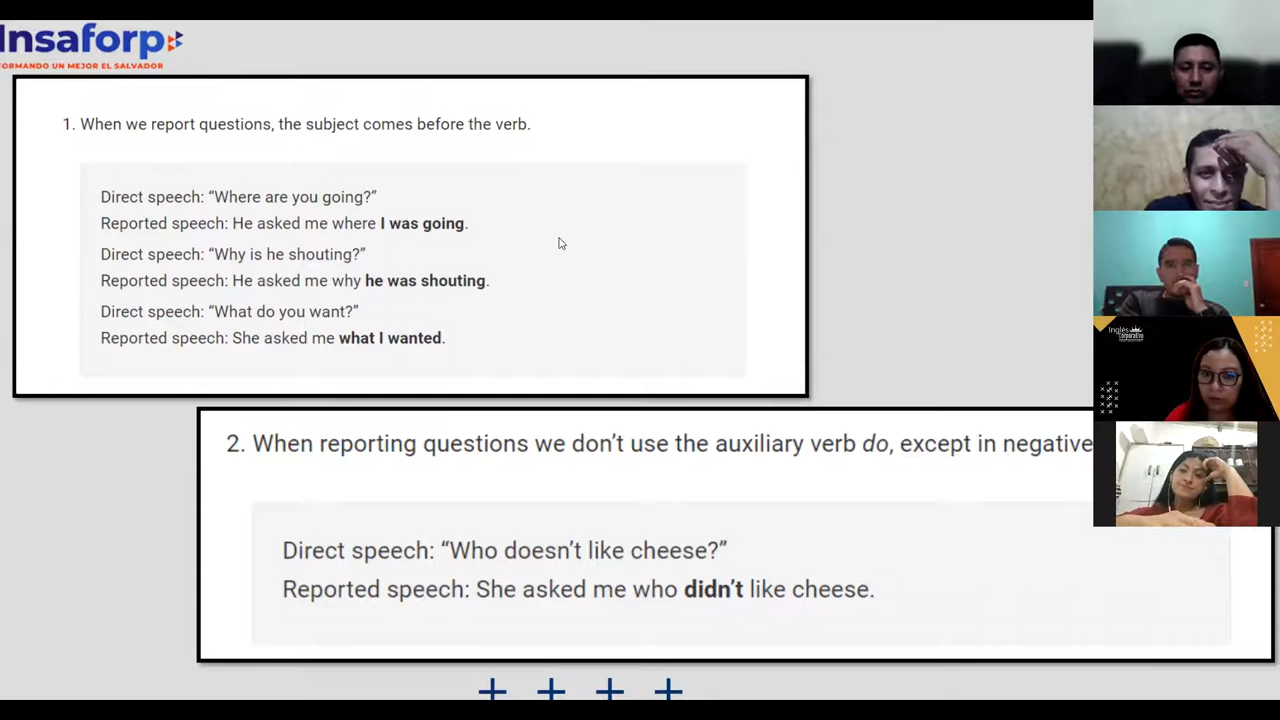 Insaforp
FORMANDO UN MEJOR EL SALVADOR
1. When we report questions, the subject comes before the verb.
Direct speech: “Where are you going?”
Reported speech: He asked me where I was going.
Direct speech: “Why is he shouting?”
Reported speech: He asked me why he was shouting.
Direct speech: “What do you want?”
Reported speech: She asked me what I wanted.
2. When reporting questions we don’t use the auxiliary verb do, except in negative
Direct speech: “Who doesn’t like cheese?”
Reported speech: She asked me who didn’t like cheese.
Inglés
Corporativo